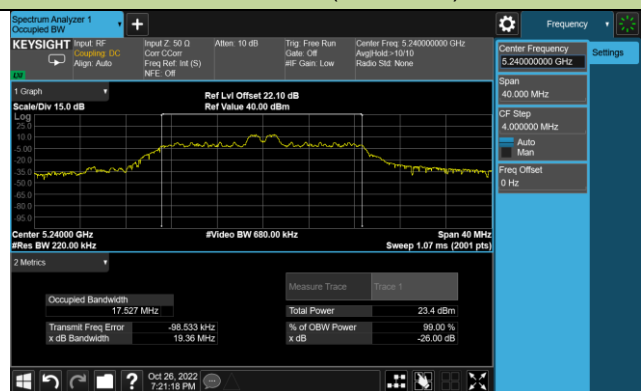 Spectrum Analyzer 1
Occupied BW
Frequency
KEYSIGHT
Input: RF
Coupling: DC
Align: Auto
Input Z: 50 Ω
Corr CCorr
Freq Ref: Int (S)
NFE: Off
Atten: 10 dB
Trig: Free Run
Gate: Off
#IF Gain: Low
Center Freq: 5.240000000 GHz
Avg|Hold:>10/10
Radio Std: None
Center Frequency
5.240000000 GHz
Settings
Span
40.000 MHz
CF Step
4.000000 MHz
Auto
Man
Freq Offset
0 Hz
1 Graph
Scale/Div 15.0 dB
Ref Lvl Offset 22.10 dB
Ref Value 40.00 dBm
Log
25.0
10.0
-5.00
-20.0
-35.0
-50.0
-65.0
-80.0
-95.0
Center 5.24000 GHz
#Res BW 220.00 kHz
#Video BW 680.00 kHz
Span 40 MHz
Sweep 1.07 ms (2001 pts)
2 Metrics
Measure Trace
Trace 1
Occupied Bandwidth
17.527 MHz
Total Power
23.4 dBm
Transmit Freq Error
-98.533 kHz
% of OBW Power
99.00 %
x dB Bandwidth
19.36 MHz
x dB
-26.00 dB
Oct 26, 2022
7:21:18 PM